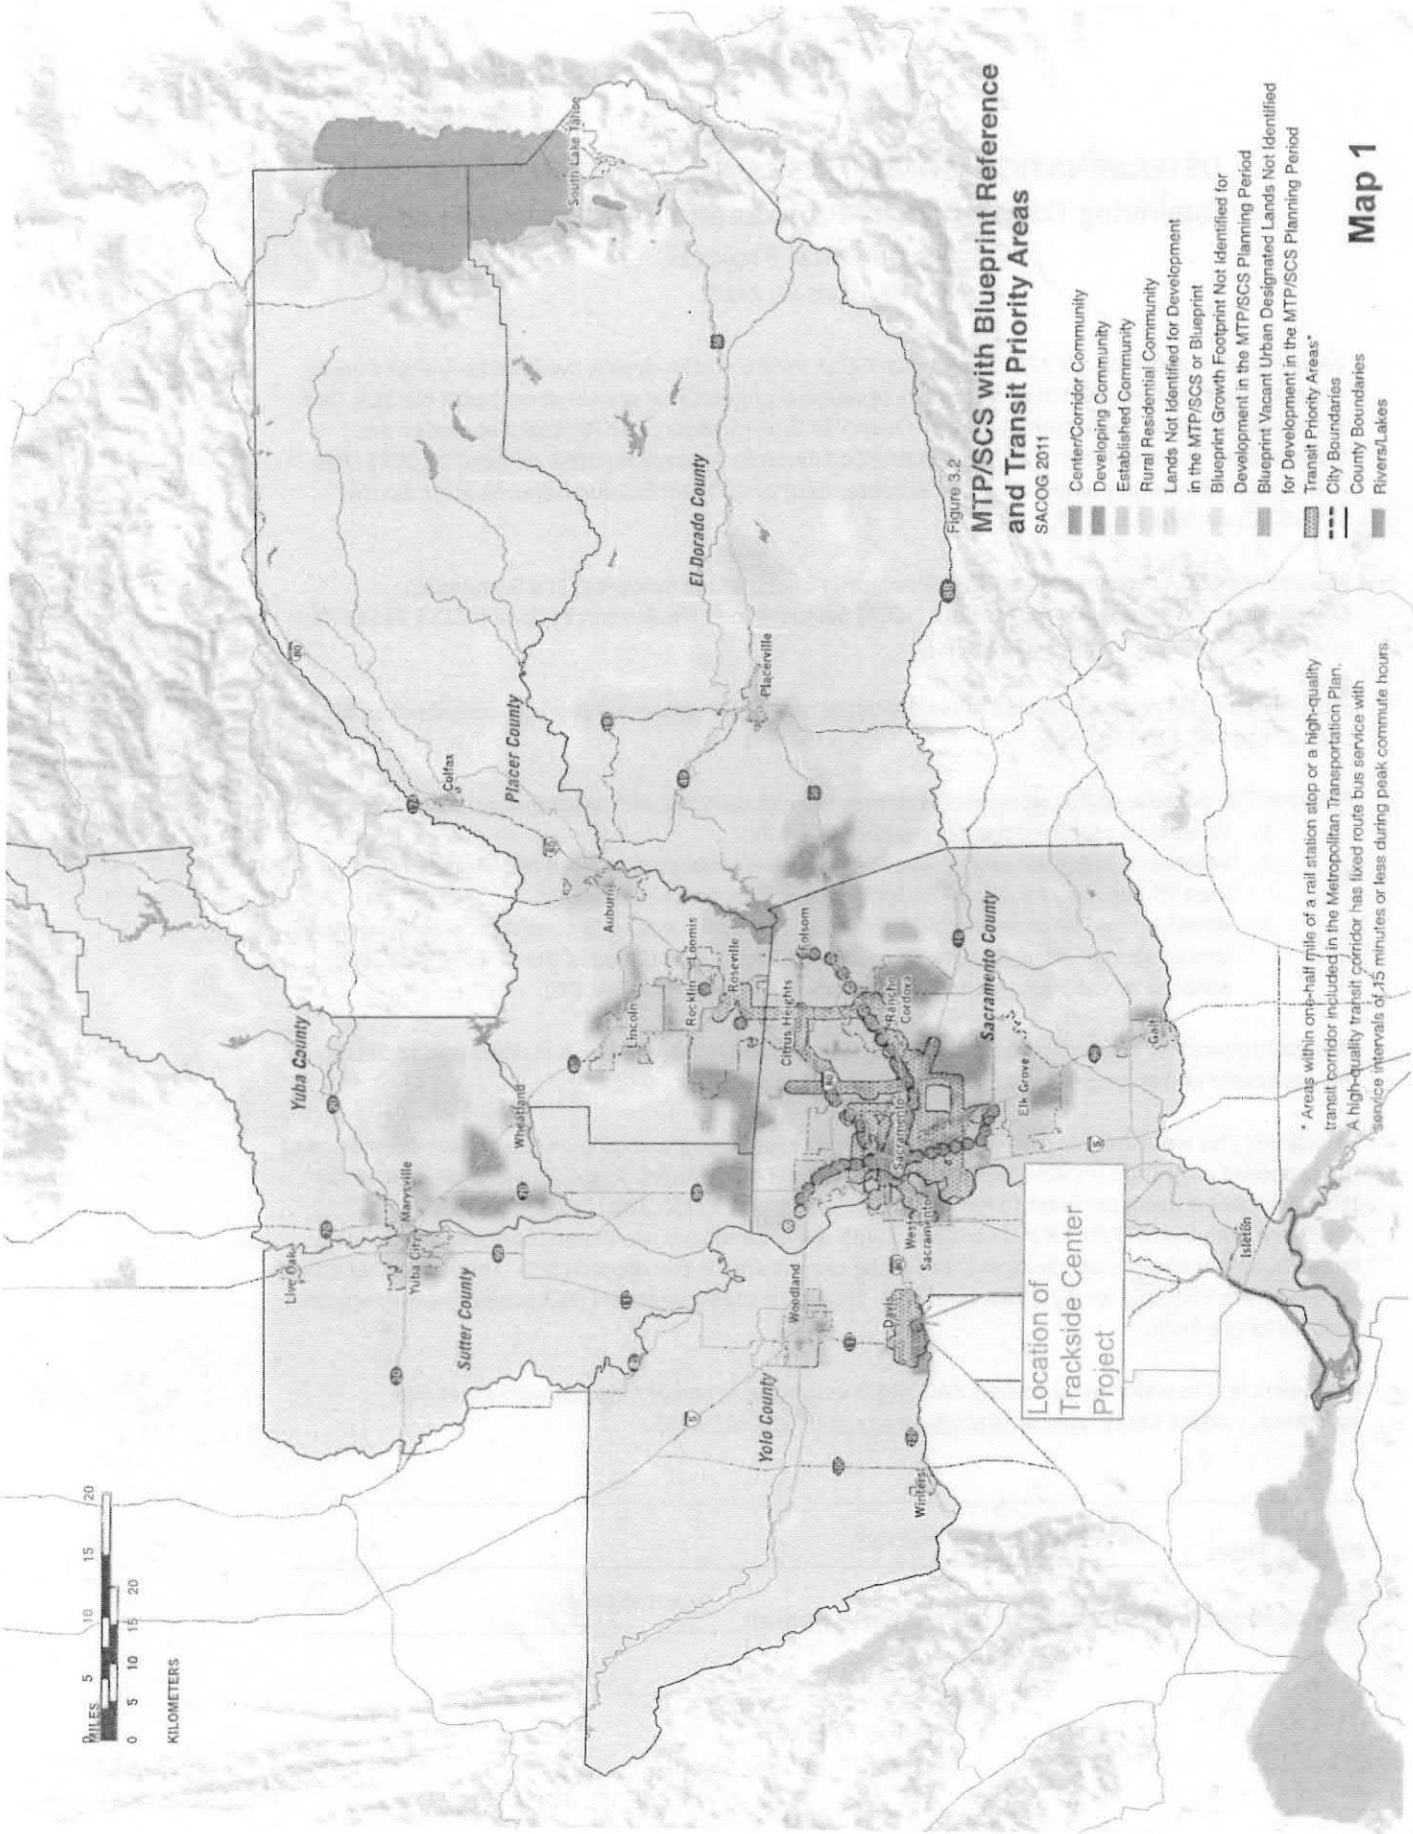 0 5 10 15 20
MILES
0 5 10 15 20
KILOMETERS
Yuba County
Sutter County
Yolo County
Placer County
El Dorado County
Sacramento County
Live Oak
Yuba City
Marysville
Wheatland
Colfax
Auburn
Lincoln
Rocklin
Loomis
Roseville
Citrus Heights
Folsom
Rancho
Cordova
Sacramento
West
Sacramento
Woodland
Davis
Winters
Elk Grove
Galt
Isleton
Placerville
South Lake Tahoe
Location of
Trackside Center
Project
Figure 3.2
MTP/SCS with Blueprint Reference
and Transit Priority Areas
SACOG 2011
Center/Corridor Community
Developing Community
Established Community
Rural Residential Community
Lands Not Identified for Development
in the MTP/SCS or Blueprint
Blueprint Growth Footprint Not Identified for
Development in the MTP/SCS Planning Period
Blueprint Vacant Urban Designated Lands Not Identified
for Development in the MTP/SCS Planning Period
Transit Priority Areas*
City Boundaries
County Boundaries
Rivers/Lakes
Map 1
* Areas within one-half mile of a rail station stop or a high-quality
transit corridor included in the Metropolitan Transportation Plan.
A high-quality transit corridor has fixed route bus service with
service intervals of 15 minutes or less during peak commute hours.